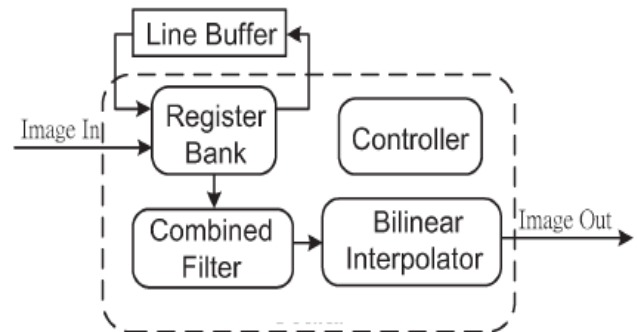 Line Buffer
Image In
Register
Bank
Controller
Combined
Filter
Bilinear
Interpolator
Image Out